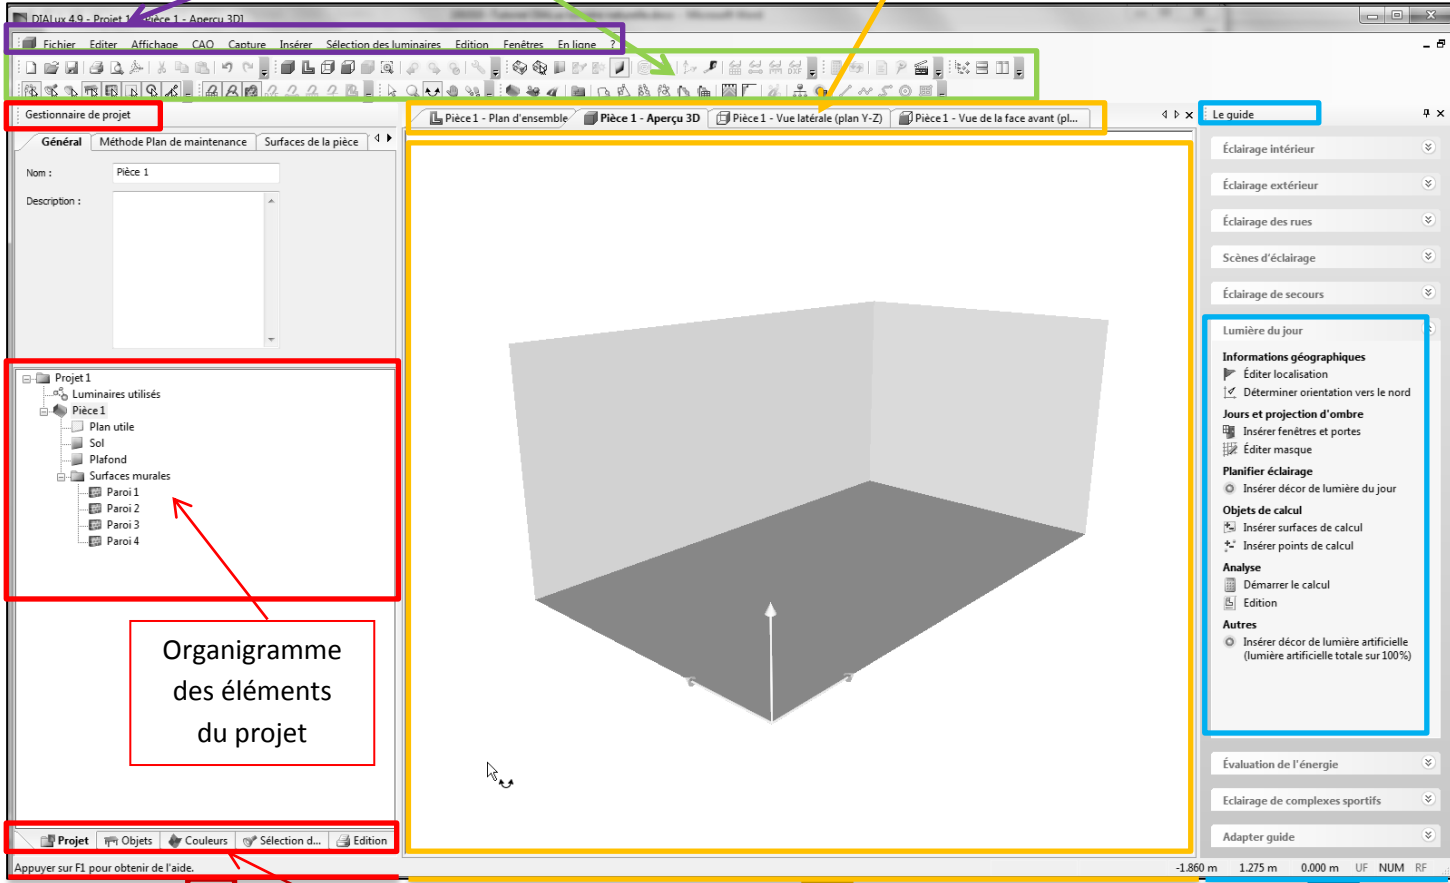 DIALux 4.9 - Projet 1 - Pièce 1 - Aperçu 3D]
Fichier Editer Affichage CAO Capture Insérer Sélection des luminaires Edition Fenêtres En ligne ?
Gestionnaire de projet
Général Méthode Plan de maintenance Surfaces de la pièce
Nom : Pièce 1
Description :
Projet 1
Luminaires utilisés
Pièce 1
Plan utile
Sol
Plafond
Surfaces murales
Paroi 1
Paroi 2
Paroi 3
Paroi 4
Organigramme
des éléments
du projet
Projet Objets Couleurs Sélection d... Edition
Appuyer sur F1 pour obtenir de l'aide.
Pièce 1 - Plan d'ensemble Pièce 1 - Aperçu 3D Pièce 1 - Vue latérale (plan Y-Z) Pièce 1 - Vue de la face avant (pl...
Le guide
Éclairage intérieur
Éclairage extérieur
Éclairage des rues
Scènes d'éclairage
Éclairage de secours
Lumière du jour
Informations géographiques
Éditer localisation
Déterminer orientation vers le nord
Jours et projection d'ombre
Insérer fenêtres et portes
Éditer masque
Planifier éclairage
Insérer décor de lumière du jour
Objets de calcul
Insérer surfaces de calcul
Insérer points de calcul
Analyse
Démarrer le calcul
Edition
Autres
Insérer décor de lumière artificielle
(lumière artificielle totale sur 100%)
Évaluation de l'énergie
Eclairage de complexes sportifs
Adapter guide
-1.860 m 1.275 m 0.000 m UF NUM RF